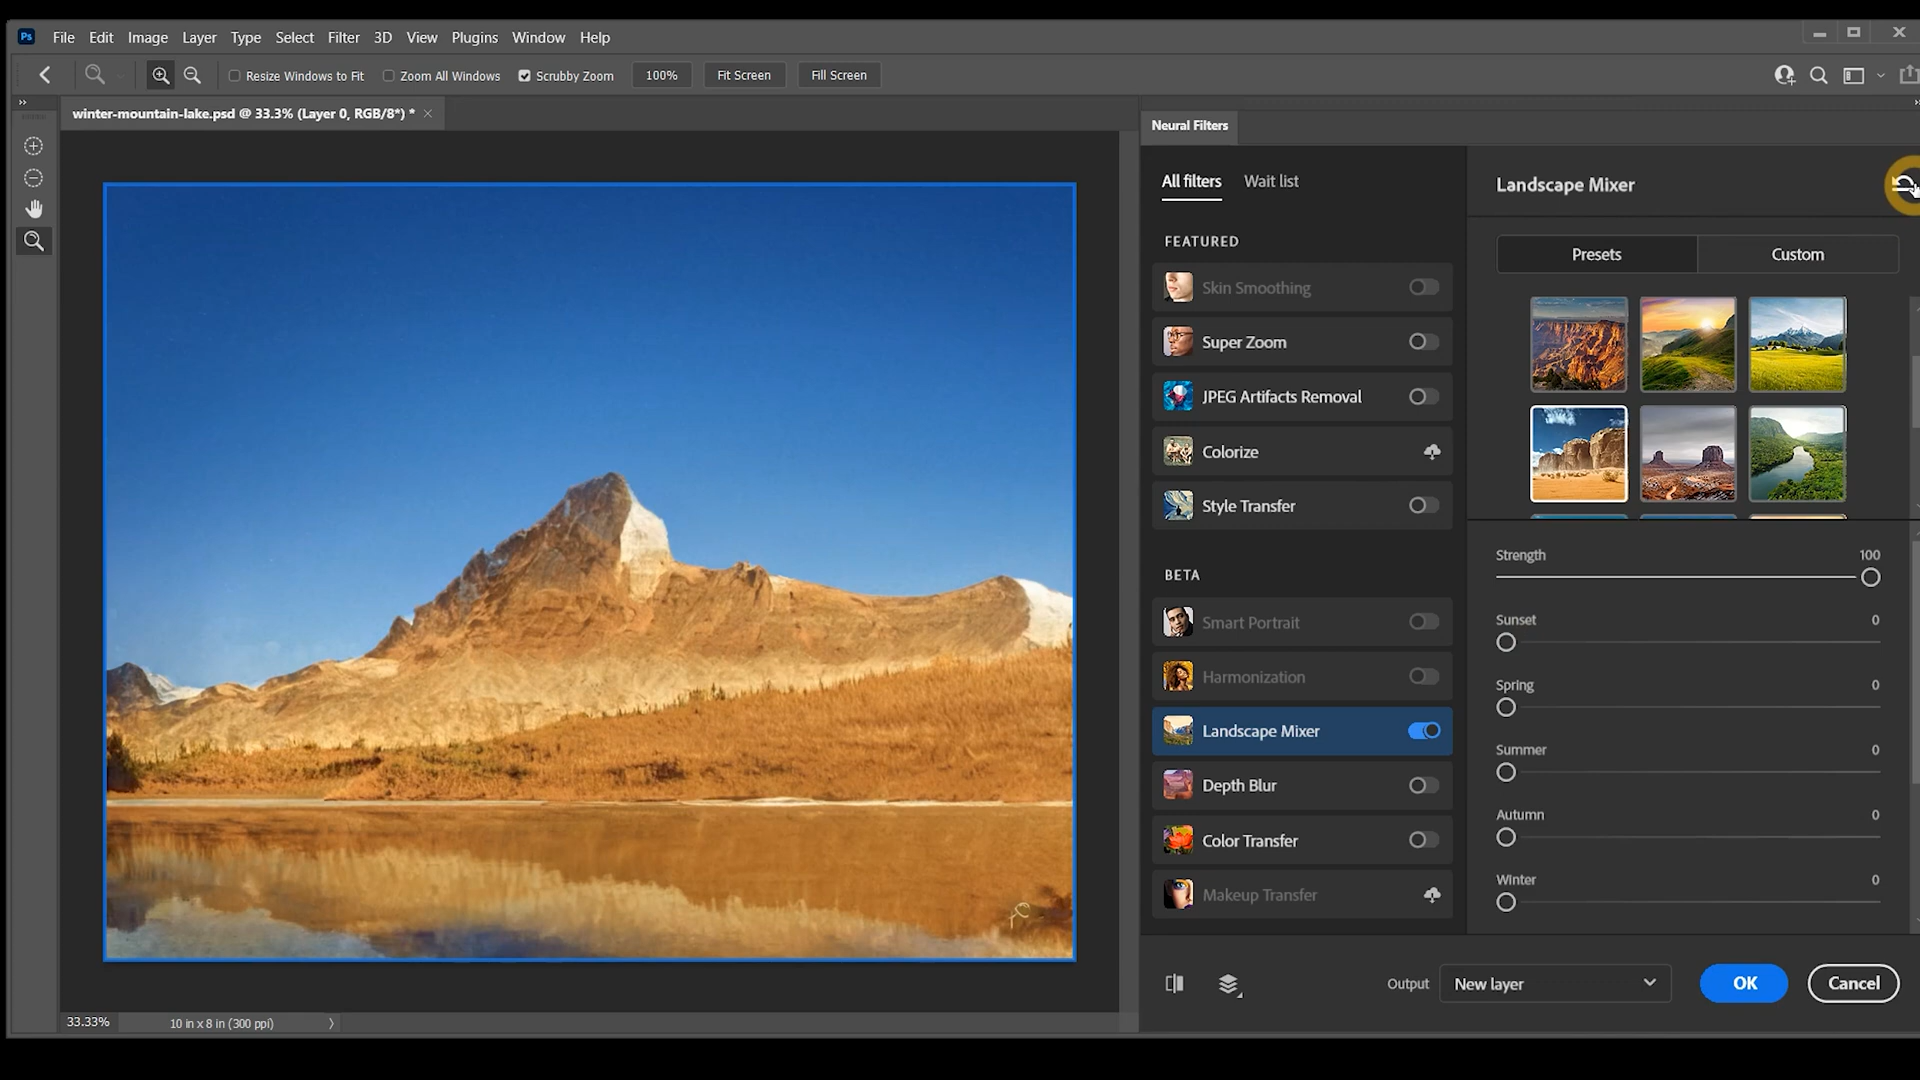 Ps File Edit Image Layer Type Select Filter 3D View Plugins Window Help
Resize Windows to Fit Zoom All Windows Scrubby Zoom 100% Fit Screen Fill Screen
winter-mountain-lake.psd @ 33.3% (Layer 0, RGB/8*) *
Neural Filters
All filters Wait list
FEATURED
Skin Smoothing
Super Zoom
JPEG Artifacts Removal
Colorize
Style Transfer
BETA
Smart Portrait
Harmonization
Landscape Mixer
Depth Blur
Color Transfer
Makeup Transfer
Landscape Mixer
Presets Custom
Strength 100
Sunset 0
Spring 0
Summer 0
Autumn 0
Winter 0
Output New layer OK Cancel
33.33% 10 in x 8 in (300 ppi)